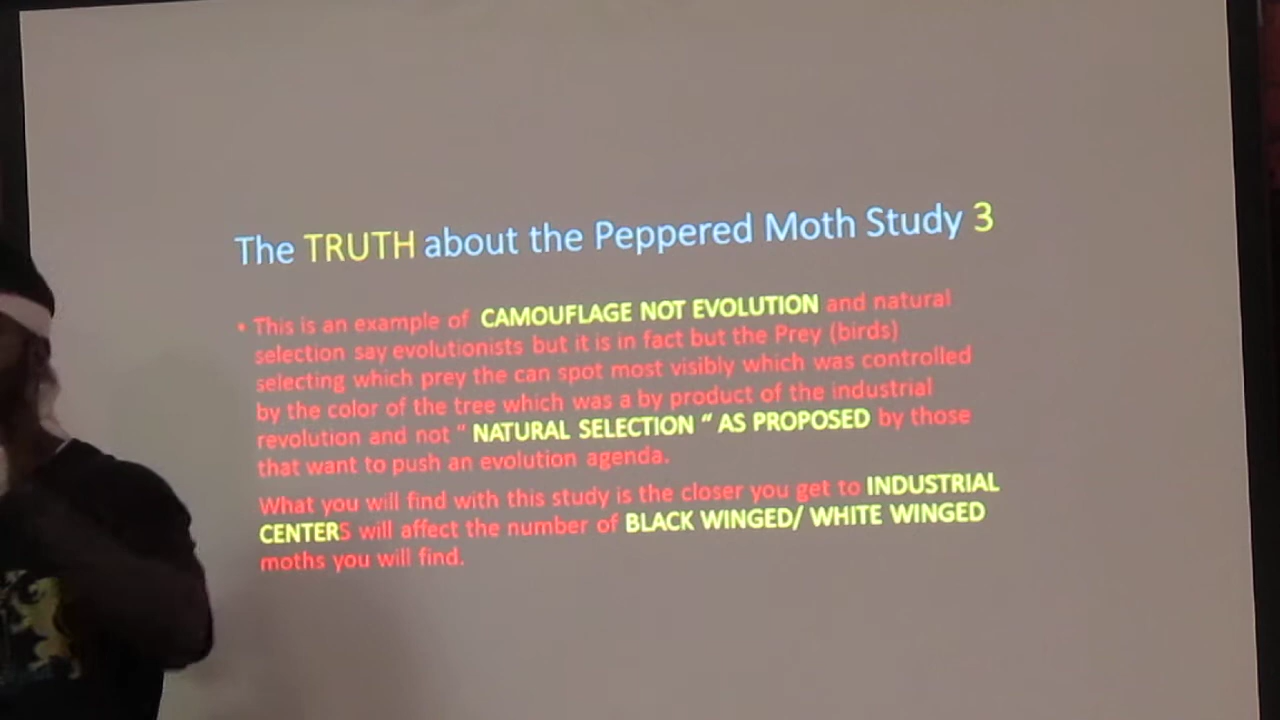 The TRUTH about the Peppered Moth Study 3
• This is an example of CAMOUFLAGE NOT EVOLUTION and natural
selection say evolutionists but it is in fact but the Prey (birds)
selecting which prey the can spot most visibly which was controlled
by the color of the tree which was a by product of the industrial
revolution and not “ NATURAL SELECTION “ AS PROPOSED by those
that want to push an evolution agenda.
What you will find with this study is the closer you get to INDUSTRIAL
CENTERS will affect the number of BLACK WINGED/ WHITE WINGED
moths you will find.